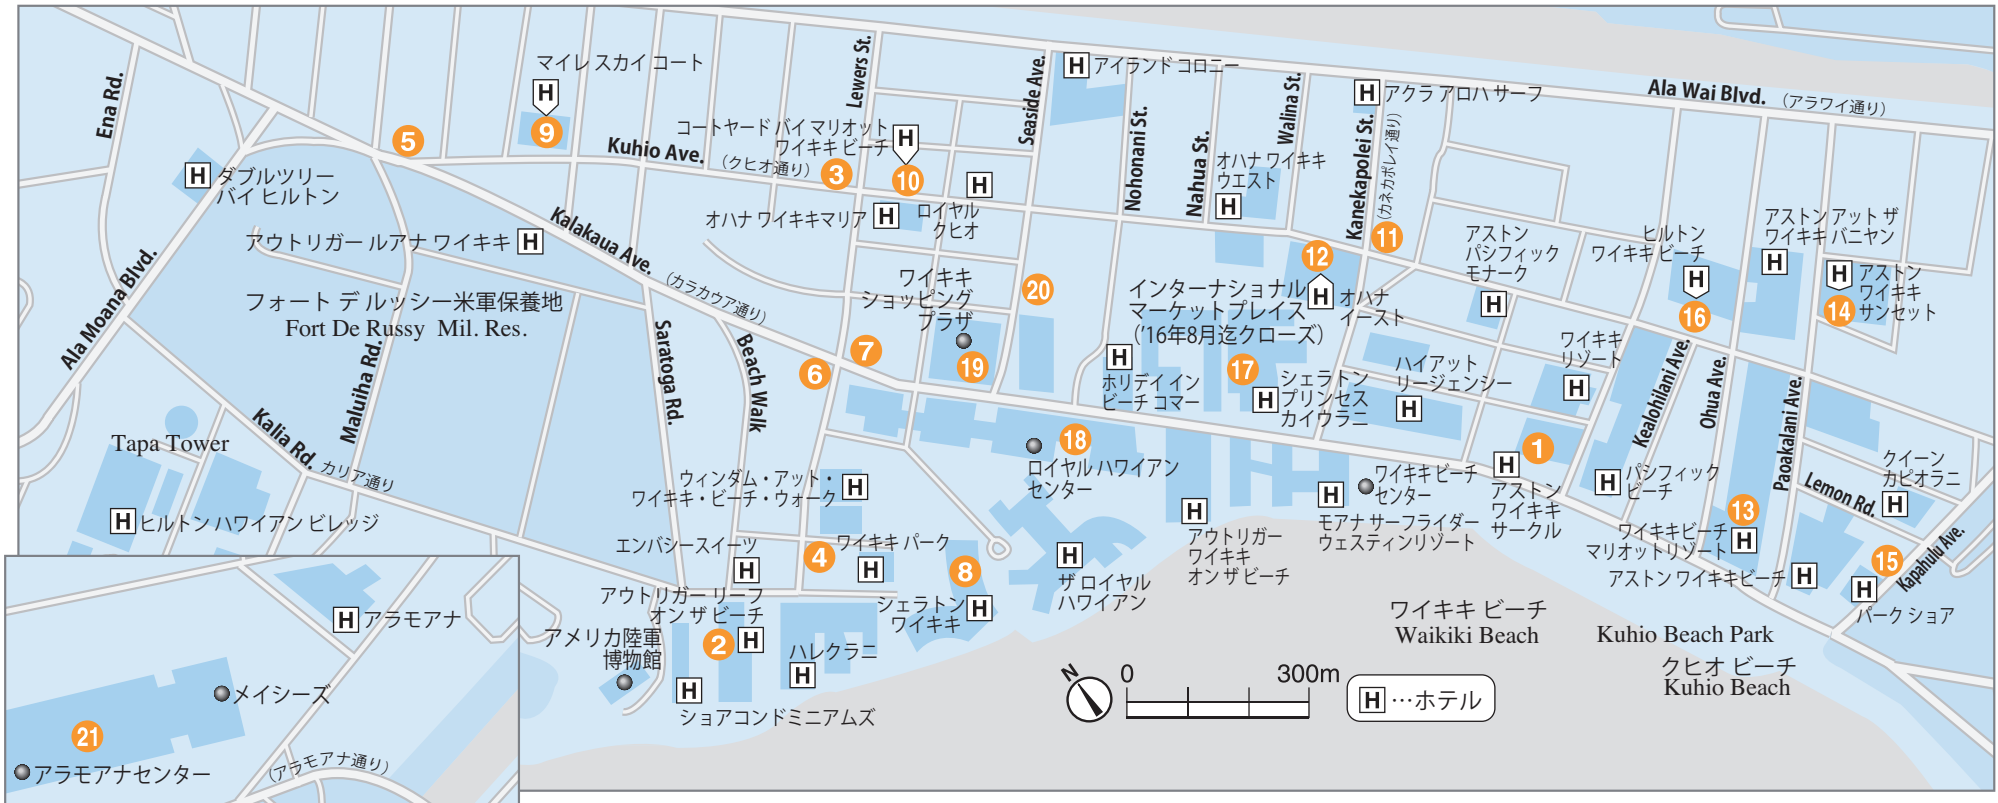 Ena Rd.
H
マイレ スカイ コート
9
5
Kuhio Ave.
（クヒオ通り）
Lewers St.
コートヤード バイ マリオット
ワイキキ ビーチ
H
3
10
H
ロイヤル
クヒオ
オハナ ワイキキマリア
H
Seaside Ave.
H
アイランド コロニー
Nohonani St.
Nahua St.
Walina St.
オハナ ワイキキ
ウエスト
H
H
アクラ アロハ サーフ
Kanekapolei St.
（カネカポレイ通り）
11
Ala Wai Blvd.
（アラワイ通り）
H
ダブルツリー
バイ ヒルトン
アウトリガー ルアナ ワイキキ
H
Kalakaua Ave.
（カラカウア通り）
フォート デ ルッシー米軍保養地
Fort De Russy Mil. Res.
Ala Moana Blvd.
Maluiha Rd.
Saratoga Rd.
Beach Walk
Kalia Rd.
カリア通り
Tapa Tower
H
ヒルトン ハワイアン ビレッジ
6
7
ワイキキ
ショッピング
プラザ
19
20
12
H
オハナ
イースト
インターナショナル
マーケット プレイス
（’16年8月迄クローズ）
17
H
ホリデイ イン
ビーチ コマー
H
シェラトン
プリンセス
カイウラニ
ハイアット
リージェンシー
H
アストン
パシフィック
モナーク
H
ワイキキ
リゾート
H
ヒルトン
ワイキキ ビーチ
H
16
アストン アット ザ
ワイキキ バニヤン
H
H
アストン
ワイキキ
サンセット
14
Kealohilani Ave.
Ohua Ave.
Paoakalani Ave.
Lemon Rd.
Kapahulu Ave.
クイーン
カピオラニ
H
18
ロイヤル ハワイアン
センター
ワイキキ ビーチ
センター
H
モアナ サーフライダー
ウェスティンリゾート
H
アウトリガー
ワイキキ
オン ザ ビーチ
1
H
アストン
ワイキキ
サークル
H
パシフィック
ビーチ
13
ワイキキビーチ
マリオットリゾート
H
アストン ワイキキビーチ
H
15
H
パーク ショア
ウィンダム・アット・
ワイキキ・ビーチ・ウォーク
H
エンバシースイーツ
H
4
ワイキキ パーク
H
8
シェラトン
ワイキキ
H
H
ザ ロイヤル
ハワイアン
アウトリガー リーフ
オン ザ ビーチ
2
H
アメリカ陸軍
博物館
ハレクラニ
H
H
ショアコンドミニアムズ
ワイキキ ビーチ
Waikiki Beach
Kuhio Beach Park
クヒオ ビーチ
Kuhio Beach
N
0
300m
H…ホテル
H
アラモアナ
メイシーズ
21
アラモアナセンター
（アラモアナ通り）